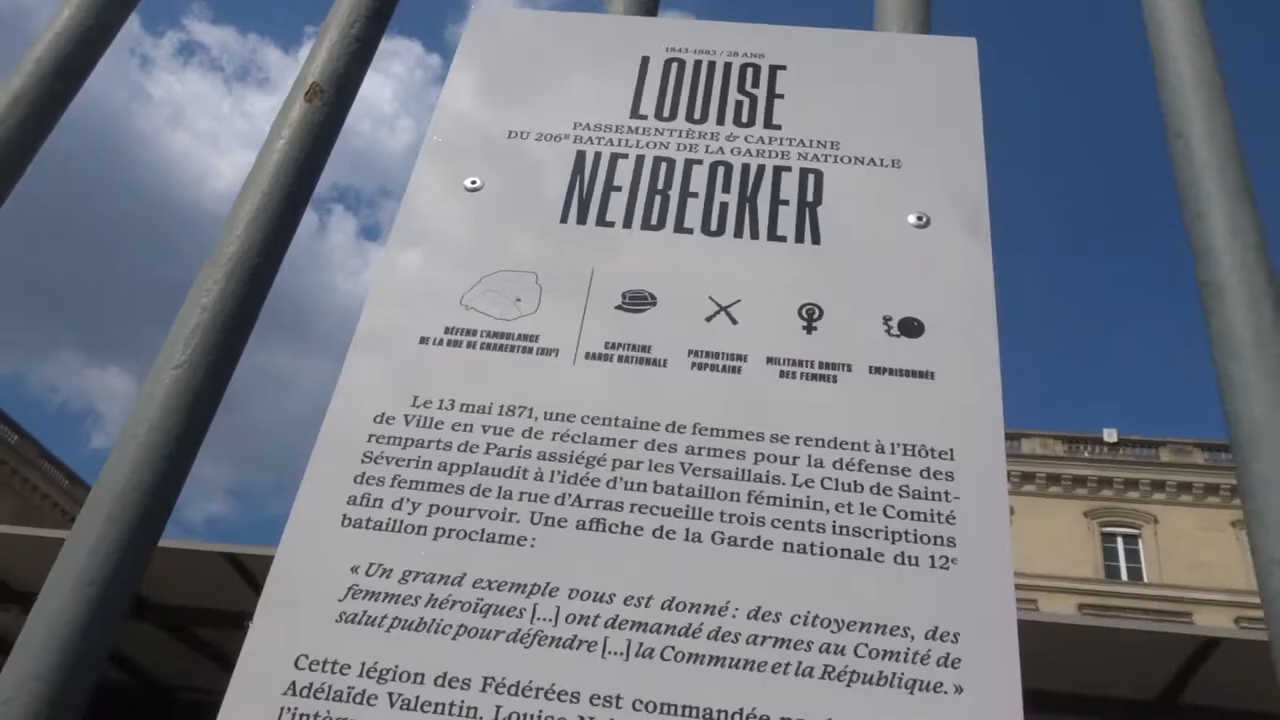 1843-1883 / 28 ANS
LOUISE
PASSEMENTIÈRE & CAPITAINE
DU 206E BATAILLON DE LA GARDE NATIONALE
NEIBECKER
DÉFEND L'AMBULANCE
DE LA RUE DE CHARENTON (XIIe)
CAPITAINE
GARDE NATIONALE
PATRIOTISME
POPULAIRE
MILITANTE DROITS
DES FEMMES
EMPRISONNÉE
Le 13 mai 1871, une centaine de femmes se rendent à l'Hôtel
de Ville en vue de réclamer des armes pour la défense des
remparts de Paris assiégé par les Versaillais. Le Club de Saint-
Séverin applaudit à l'idée d'un bataillon féminin, et le Comité
des femmes de la rue d'Arras recueille trois cents inscriptions
afin d'y pourvoir. Une affiche de la Garde nationale du 12e
bataillon proclame :
« Un grand exemple vous est donné : des citoyennes, des
femmes héroïques [...] ont demandé des armes au Comité de
salut public pour défendre [...] la Commune et la République. »
Cette légion des Fédérées est commandée
Adélaïde Valentin. Louise